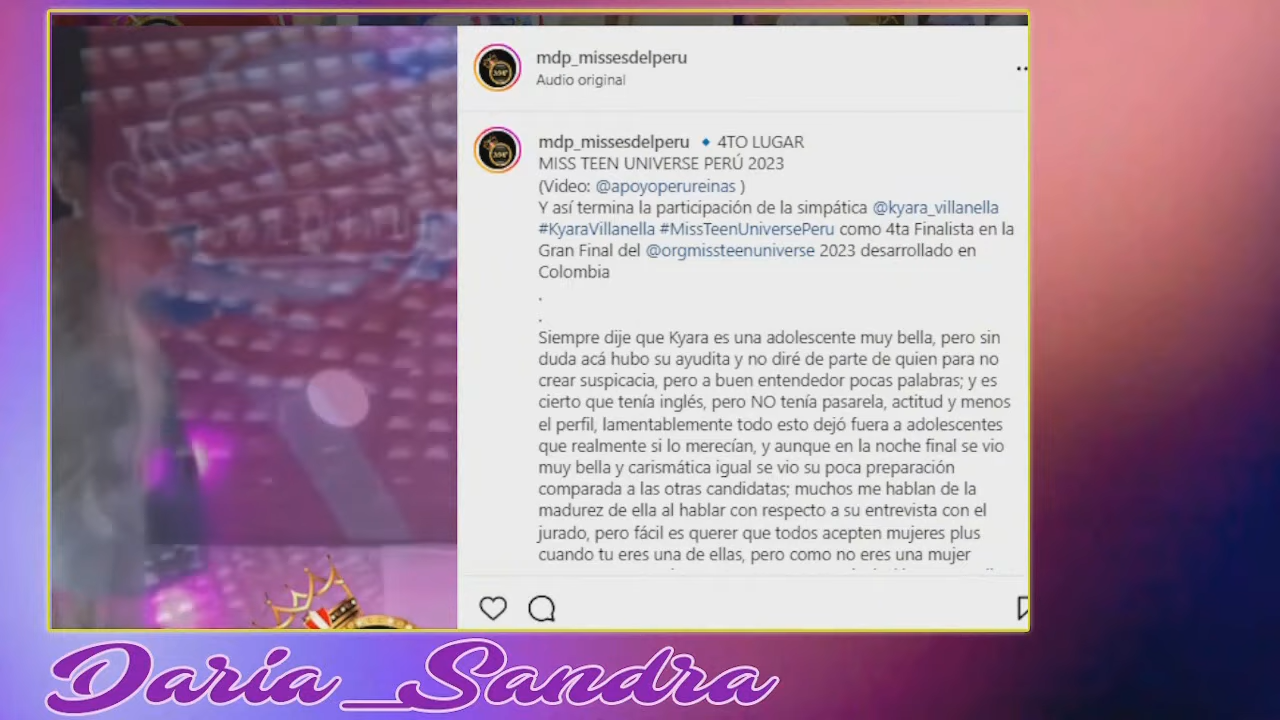 mdp_missesdelperu
Audio original
mdp_missesdelperu 🔹 4TO LUGAR
MISS TEEN UNIVERSE PERÚ 2023
(Video: @apoyoperureinas )
Y así termina la participación de la simpática @kyara_villanella
#KyaraVillanella #MissTeenUniversePeru como 4ta Finalista en la
Gran Final del @orgmissteenuniverse 2023 desarrollado en
Colombia
.
.
Siempre dije que Kyara es una adolescente muy bella, pero sin
duda acá hubo su ayudita y no diré de parte de quien para no
crear suspicacia, pero a buen entendedor pocas palabras; y es
cierto que tenía inglés, pero NO tenía pasarela, actitud y menos
el perfil, lamentablemente todo esto dejó fuera a adolescentes
que realmente si lo merecían, y aunque en la noche final se vio
muy bella y carismática igual se vio su poca preparación
comparada a las otras candidatas; muchos me hablan de la
madurez de ella al hablar con respecto a su entrevista con el
jurado, pero fácil es querer que todos acepten mujeres plus
cuando tu eres una de ellas, pero como no eres una mujer
Daria_Sandra